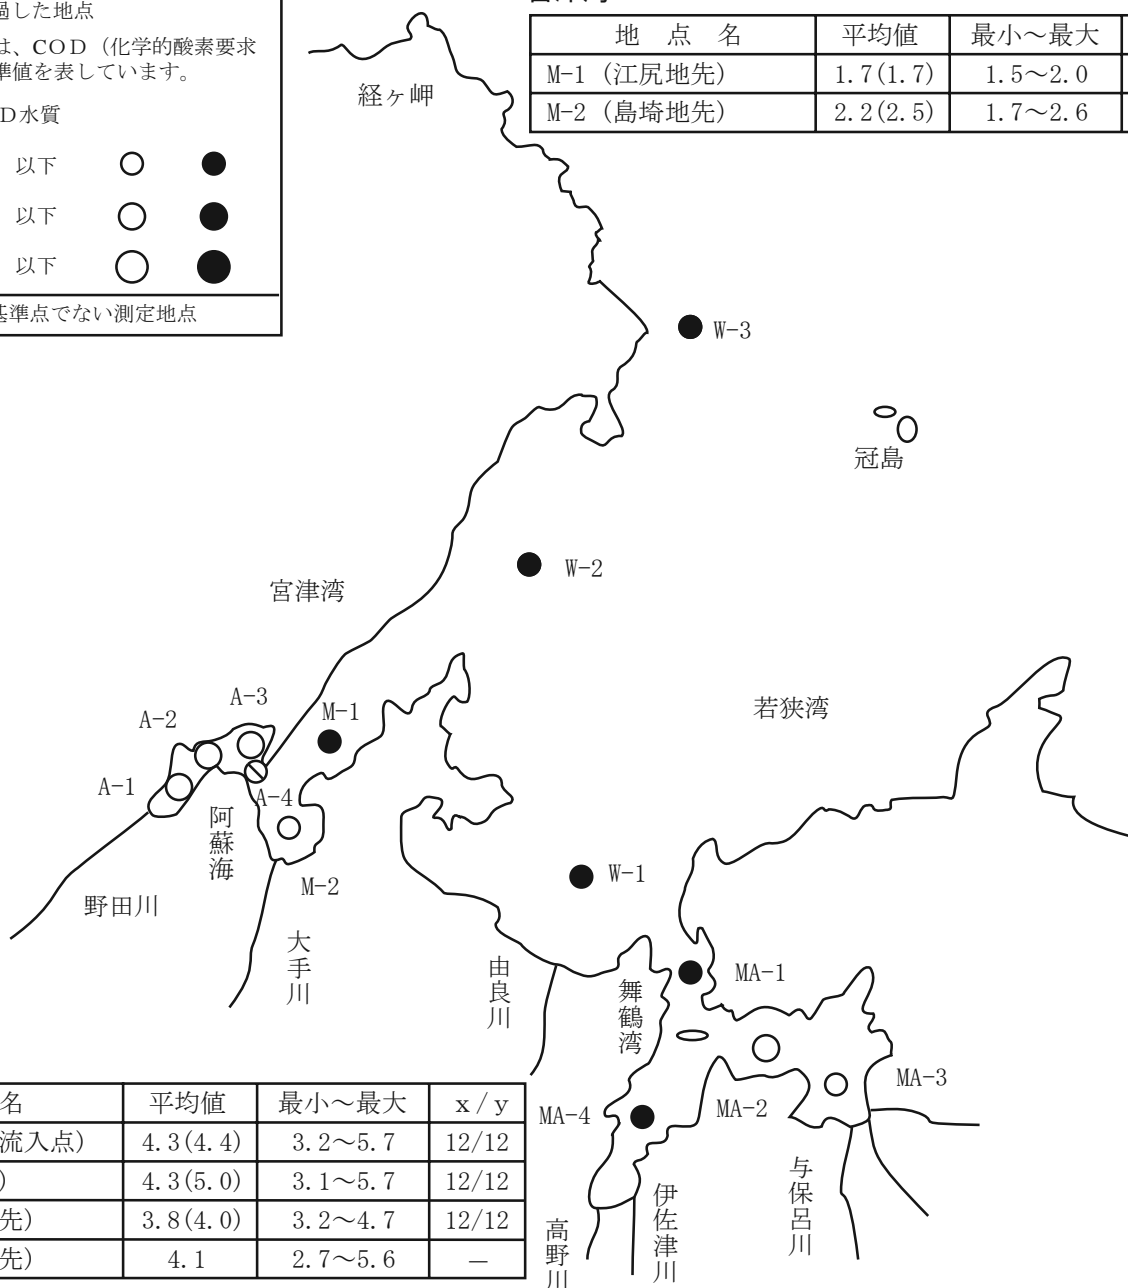 過した地点
は、COD（化学的酸素要求
準値を表しています。
D水質
以下
以下
以下
基準点でない測定地点
地　点　名 平均値 最小～最大
M-1（江尻地先） 1.7(1.7) 1.5～2.0
M-2（島埼地先） 2.2(2.5) 1.7～2.6
経ヶ岬
W-3
冠島
W-2
宮津湾
若狭湾
A-3
A-2
M-1
A-1
A-4
阿蘇海
M-2
W-1
野田川
大手川
由良川
舞鶴湾
MA-1
MA-3
MA-2
MA-4
与保呂川
伊佐津川
高野川
名 平均値 最小～最大 x/y
流入点） 4.3(4.4) 3.2～5.7 12/12
） 4.3(5.0) 3.1～5.7 12/12
先） 3.8(4.0) 3.2～4.7 12/12
先） 4.1 2.7～5.6 －